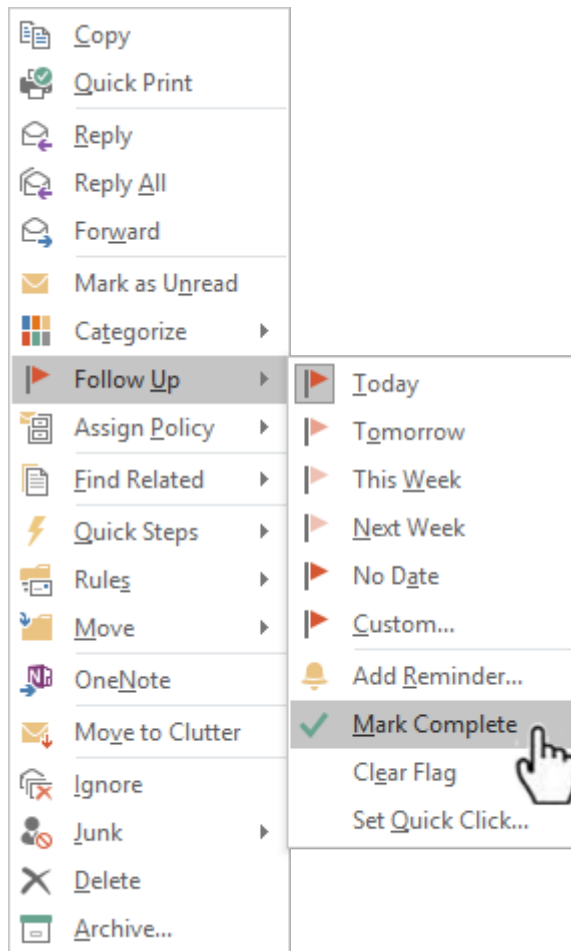 Copy
Quick Print
Reply
Reply All
Forward
Mark as Unread
Categorize
Follow Up
Assign Policy
Find Related
Quick Steps
Rules
Move
OneNote
Move to Clutter
Ignore
Junk
Delete
Archive...
Today
Tomorrow
This Week
Next Week
No Date
Custom...
Add Reminder...
Mark Complete
Clear Flag
Set Quick Click...